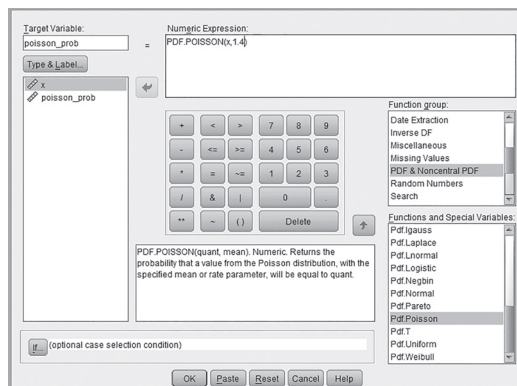 Target Variable:
poisson_prob
Type & Label...
x
poisson_prob
=
Numeric Expression:
PDF.POISSON(x,1.4)
+ < > 7 8 9
- <= >= 4 5 6
* = ~= 1 2 3
/ & | 0 .
** ~ ( ) Delete
PDF.POISSON(quant, mean). Numeric. Returns the
probability that a value from the Poisson distribution, with the
specified mean or rate parameter, will be equal to quant.
Function group:
Date Extraction
Inverse DF
Miscellaneous
Missing Values
PDF & Noncentral PDF
Random Numbers
Search
Functions and Special Variables:
Pdf.Igauss
Pdf.Laplace
Pdf.Lnormal
Pdf.Logistic
Pdf.Negbin
Pdf.Normal
Pdf.Pareto
Pdf.Poisson
Pdf.T
Pdf.Uniform
Pdf.Weibull
If... (optional case selection condition)
OK Paste Reset Cancel Help